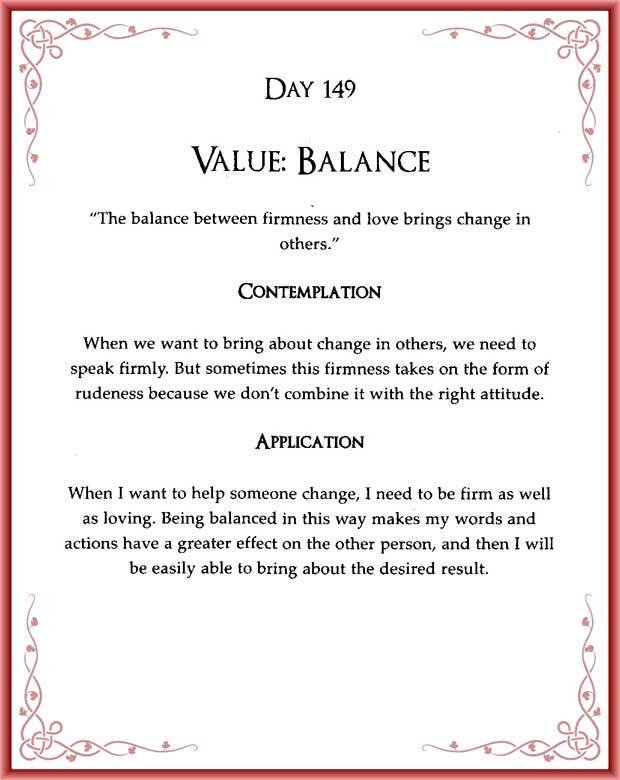 DAY 149
VALUE: BALANCE
"The balance between firmness and love brings change in
others."
CONTEMPLATION
When we want to bring about change in others, we need to
speak firmly. But sometimes this firmness takes on the form of
rudeness because we don't combine it with the right attitude.
APPLICATION
When I want to help someone change, I need to be firm as well
as loving. Being balanced in this way makes my words and
actions have a greater effect on the other person, and then I will
be easily able to bring about the desired result.